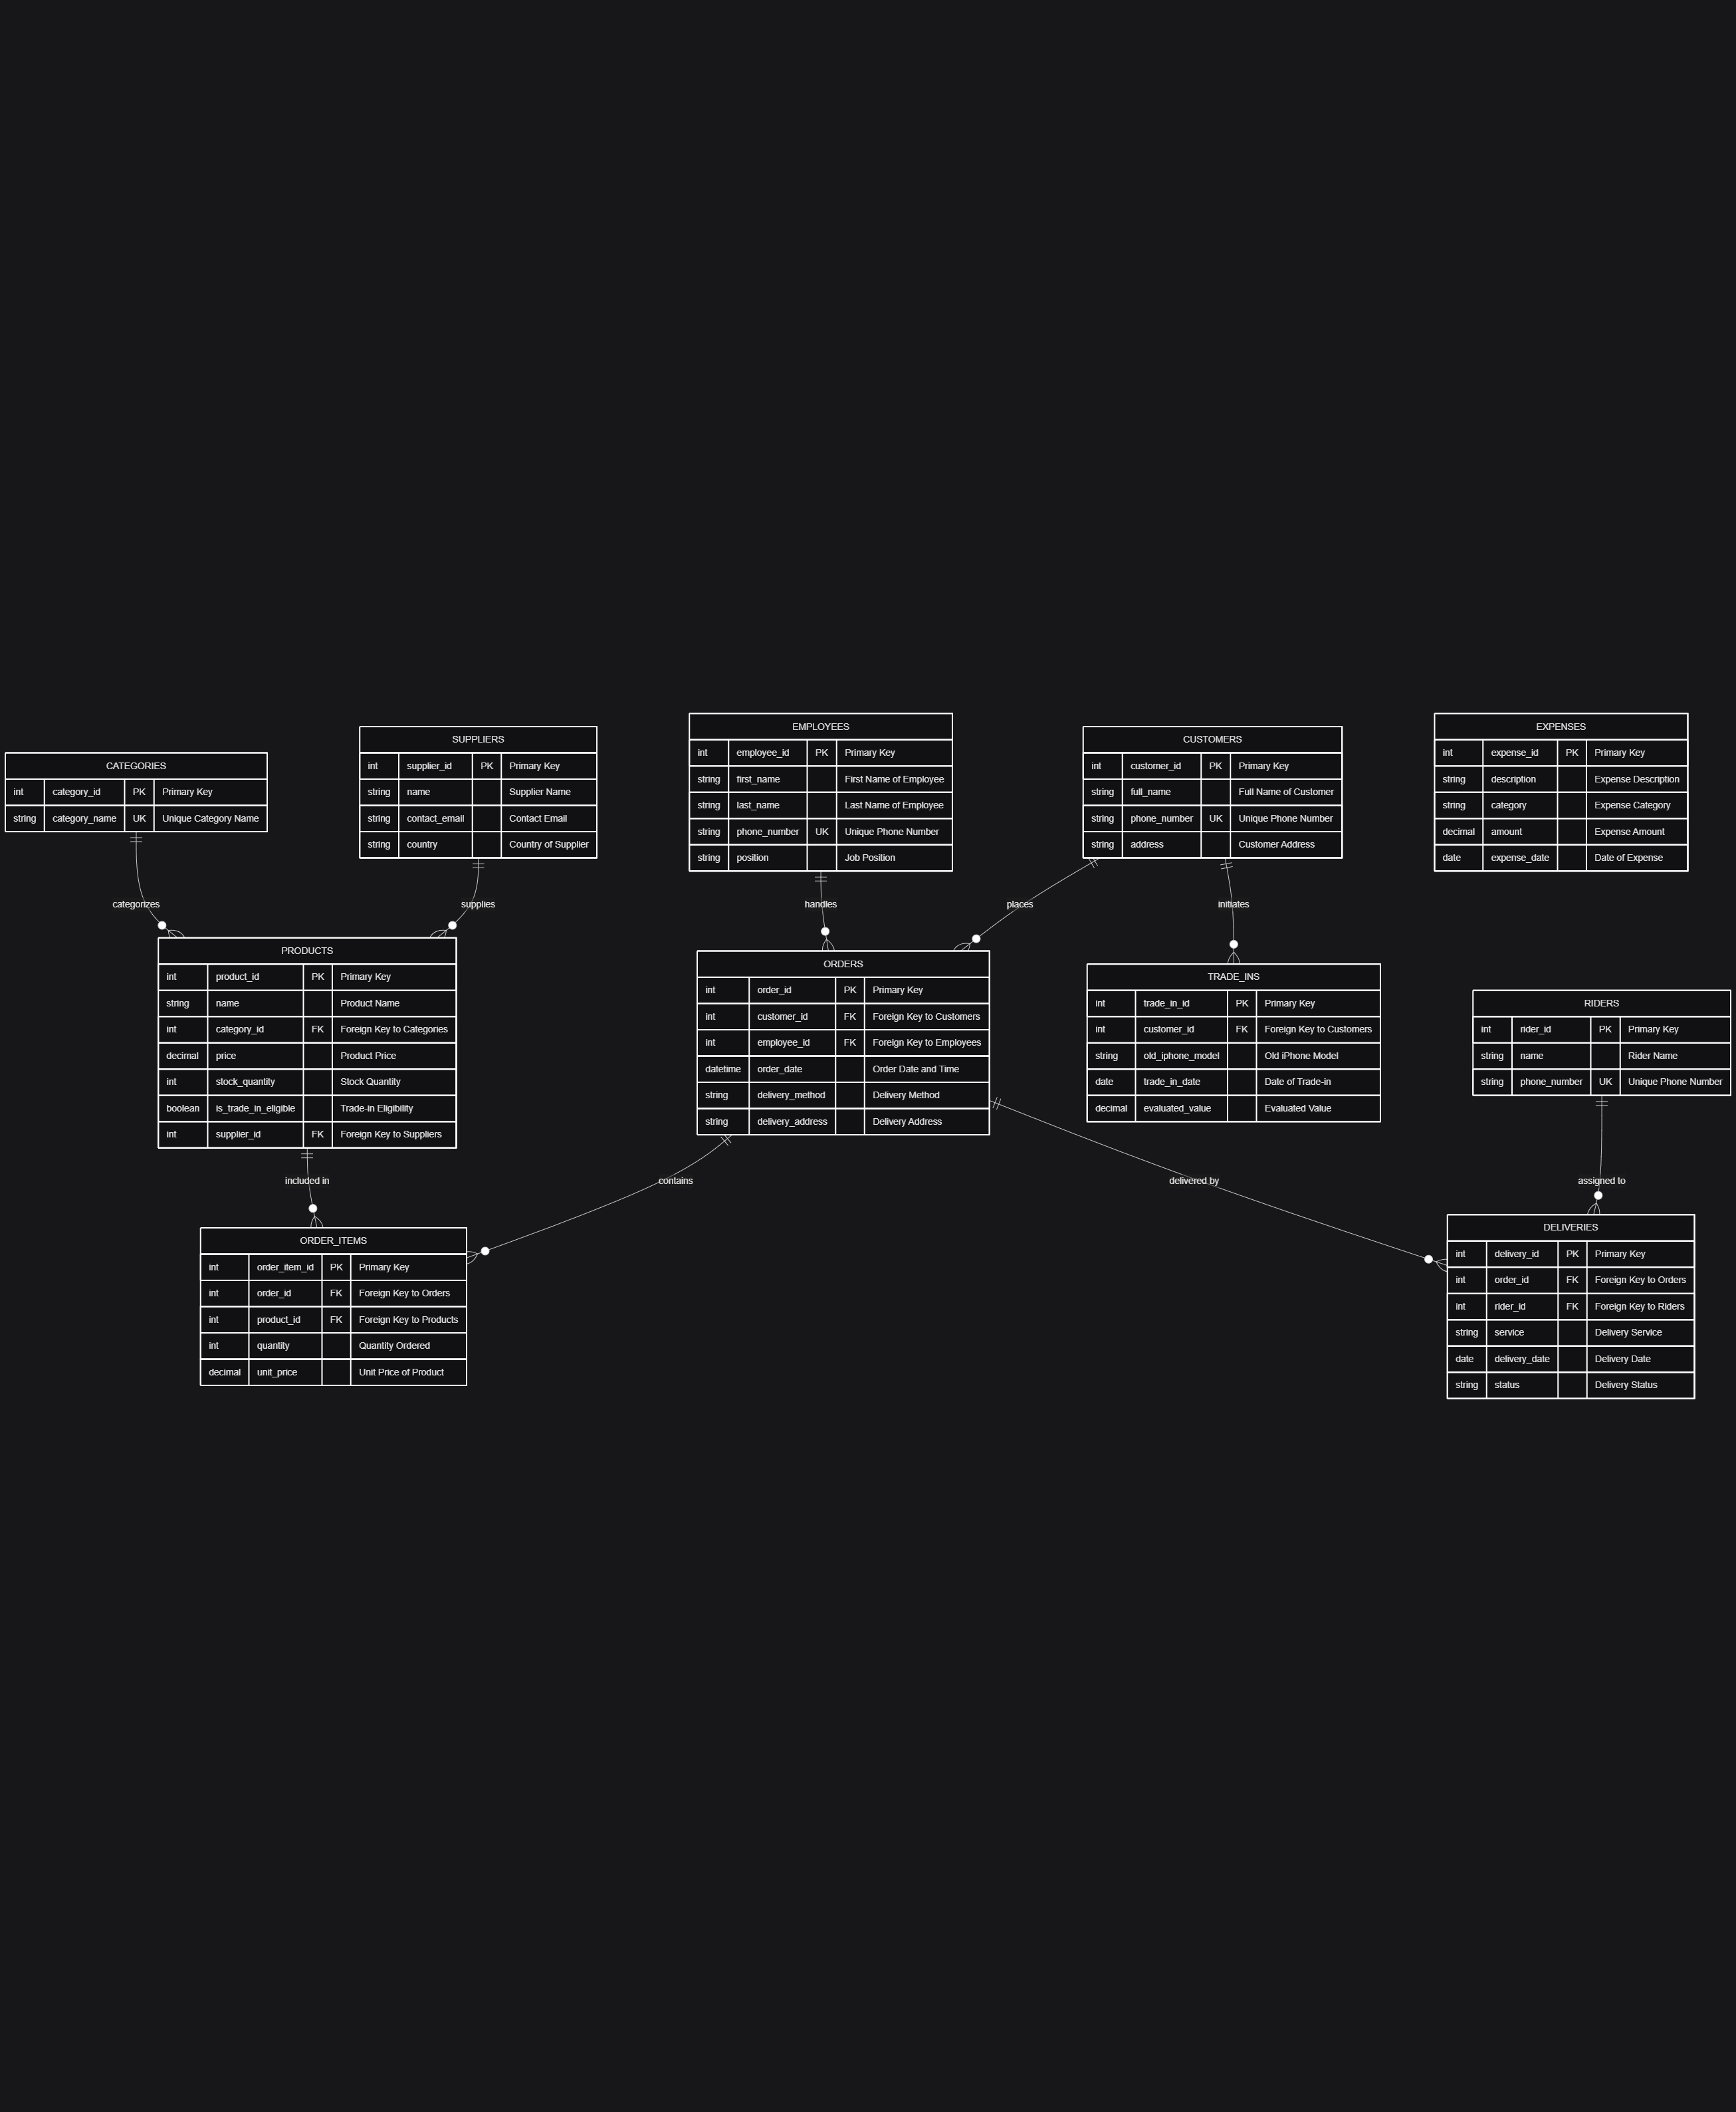 CATEGORIES
int category_id PK Primary Key
string category_name UK Unique Category Name
SUPPLIERS
int supplier_id PK Primary Key
string name Supplier Name
string contact_email Contact Email
string country Country of Supplier
EMPLOYEES
int employee_id PK Primary Key
string first_name First Name of Employee
string last_name Last Name of Employee
string phone_number UK Unique Phone Number
string position Job Position
CUSTOMERS
int customer_id PK Primary Key
string full_name Full Name of Customer
string phone_number UK Unique Phone Number
string address Customer Address
EXPENSES
int expense_id PK Primary Key
string description Expense Description
string category Expense Category
decimal amount Expense Amount
date expense_date Date of Expense
categorizes
supplies
handles
places
initiates
PRODUCTS
int product_id PK Primary Key
string name Product Name
int category_id FK Foreign Key to Categories
decimal price Product Price
int stock_quantity Stock Quantity
boolean is_trade_in_eligible Trade-in Eligibility
int supplier_id FK Foreign Key to Suppliers
ORDERS
int order_id PK Primary Key
int customer_id FK Foreign Key to Customers
int employee_id FK Foreign Key to Employees
datetime order_date Order Date and Time
string delivery_method Delivery Method
string delivery_address Delivery Address
TRADE_INS
int trade_in_id PK Primary Key
int customer_id FK Foreign Key to Customers
string old_iphone_model Old iPhone Model
date trade_in_date Date of Trade-in
decimal evaluated_value Evaluated Value
RIDERS
int rider_id PK Primary Key
string name Rider Name
string phone_number UK Unique Phone Number
included in
contains
delivered by
assigned to
ORDER_ITEMS
int order_item_id PK Primary Key
int order_id FK Foreign Key to Orders
int product_id FK Foreign Key to Products
int quantity Quantity Ordered
decimal unit_price Unit Price of Product
DELIVERIES
int delivery_id PK Primary Key
int order_id FK Foreign Key to Orders
int rider_id FK Foreign Key to Riders
string service Delivery Service
date delivery_date Delivery Date
string status Delivery Status